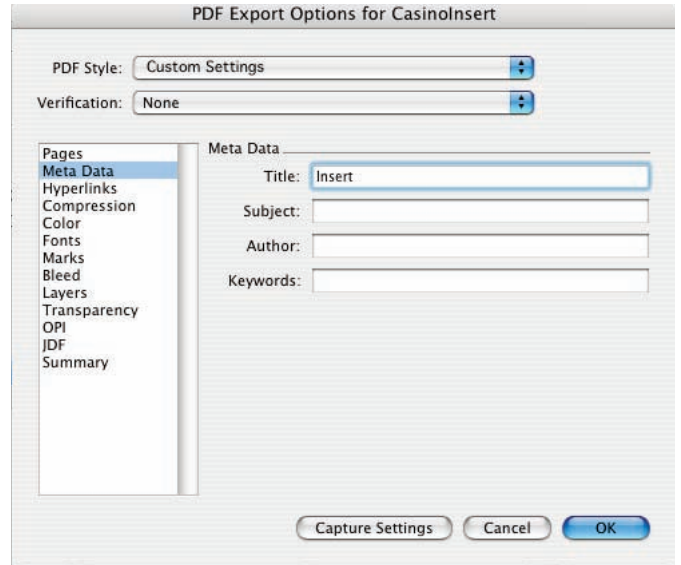 PDF Export Options for CasinoInsert
PDF Style: Custom Settings
Verification: None
Pages
Meta Data
Hyperlinks
Compression
Color
Fonts
Marks
Bleed
Layers
Transparency
OPI
JDF
Summary
Meta Data
Title: Insert
Subject:
Author:
Keywords:
Capture Settings Cancel OK